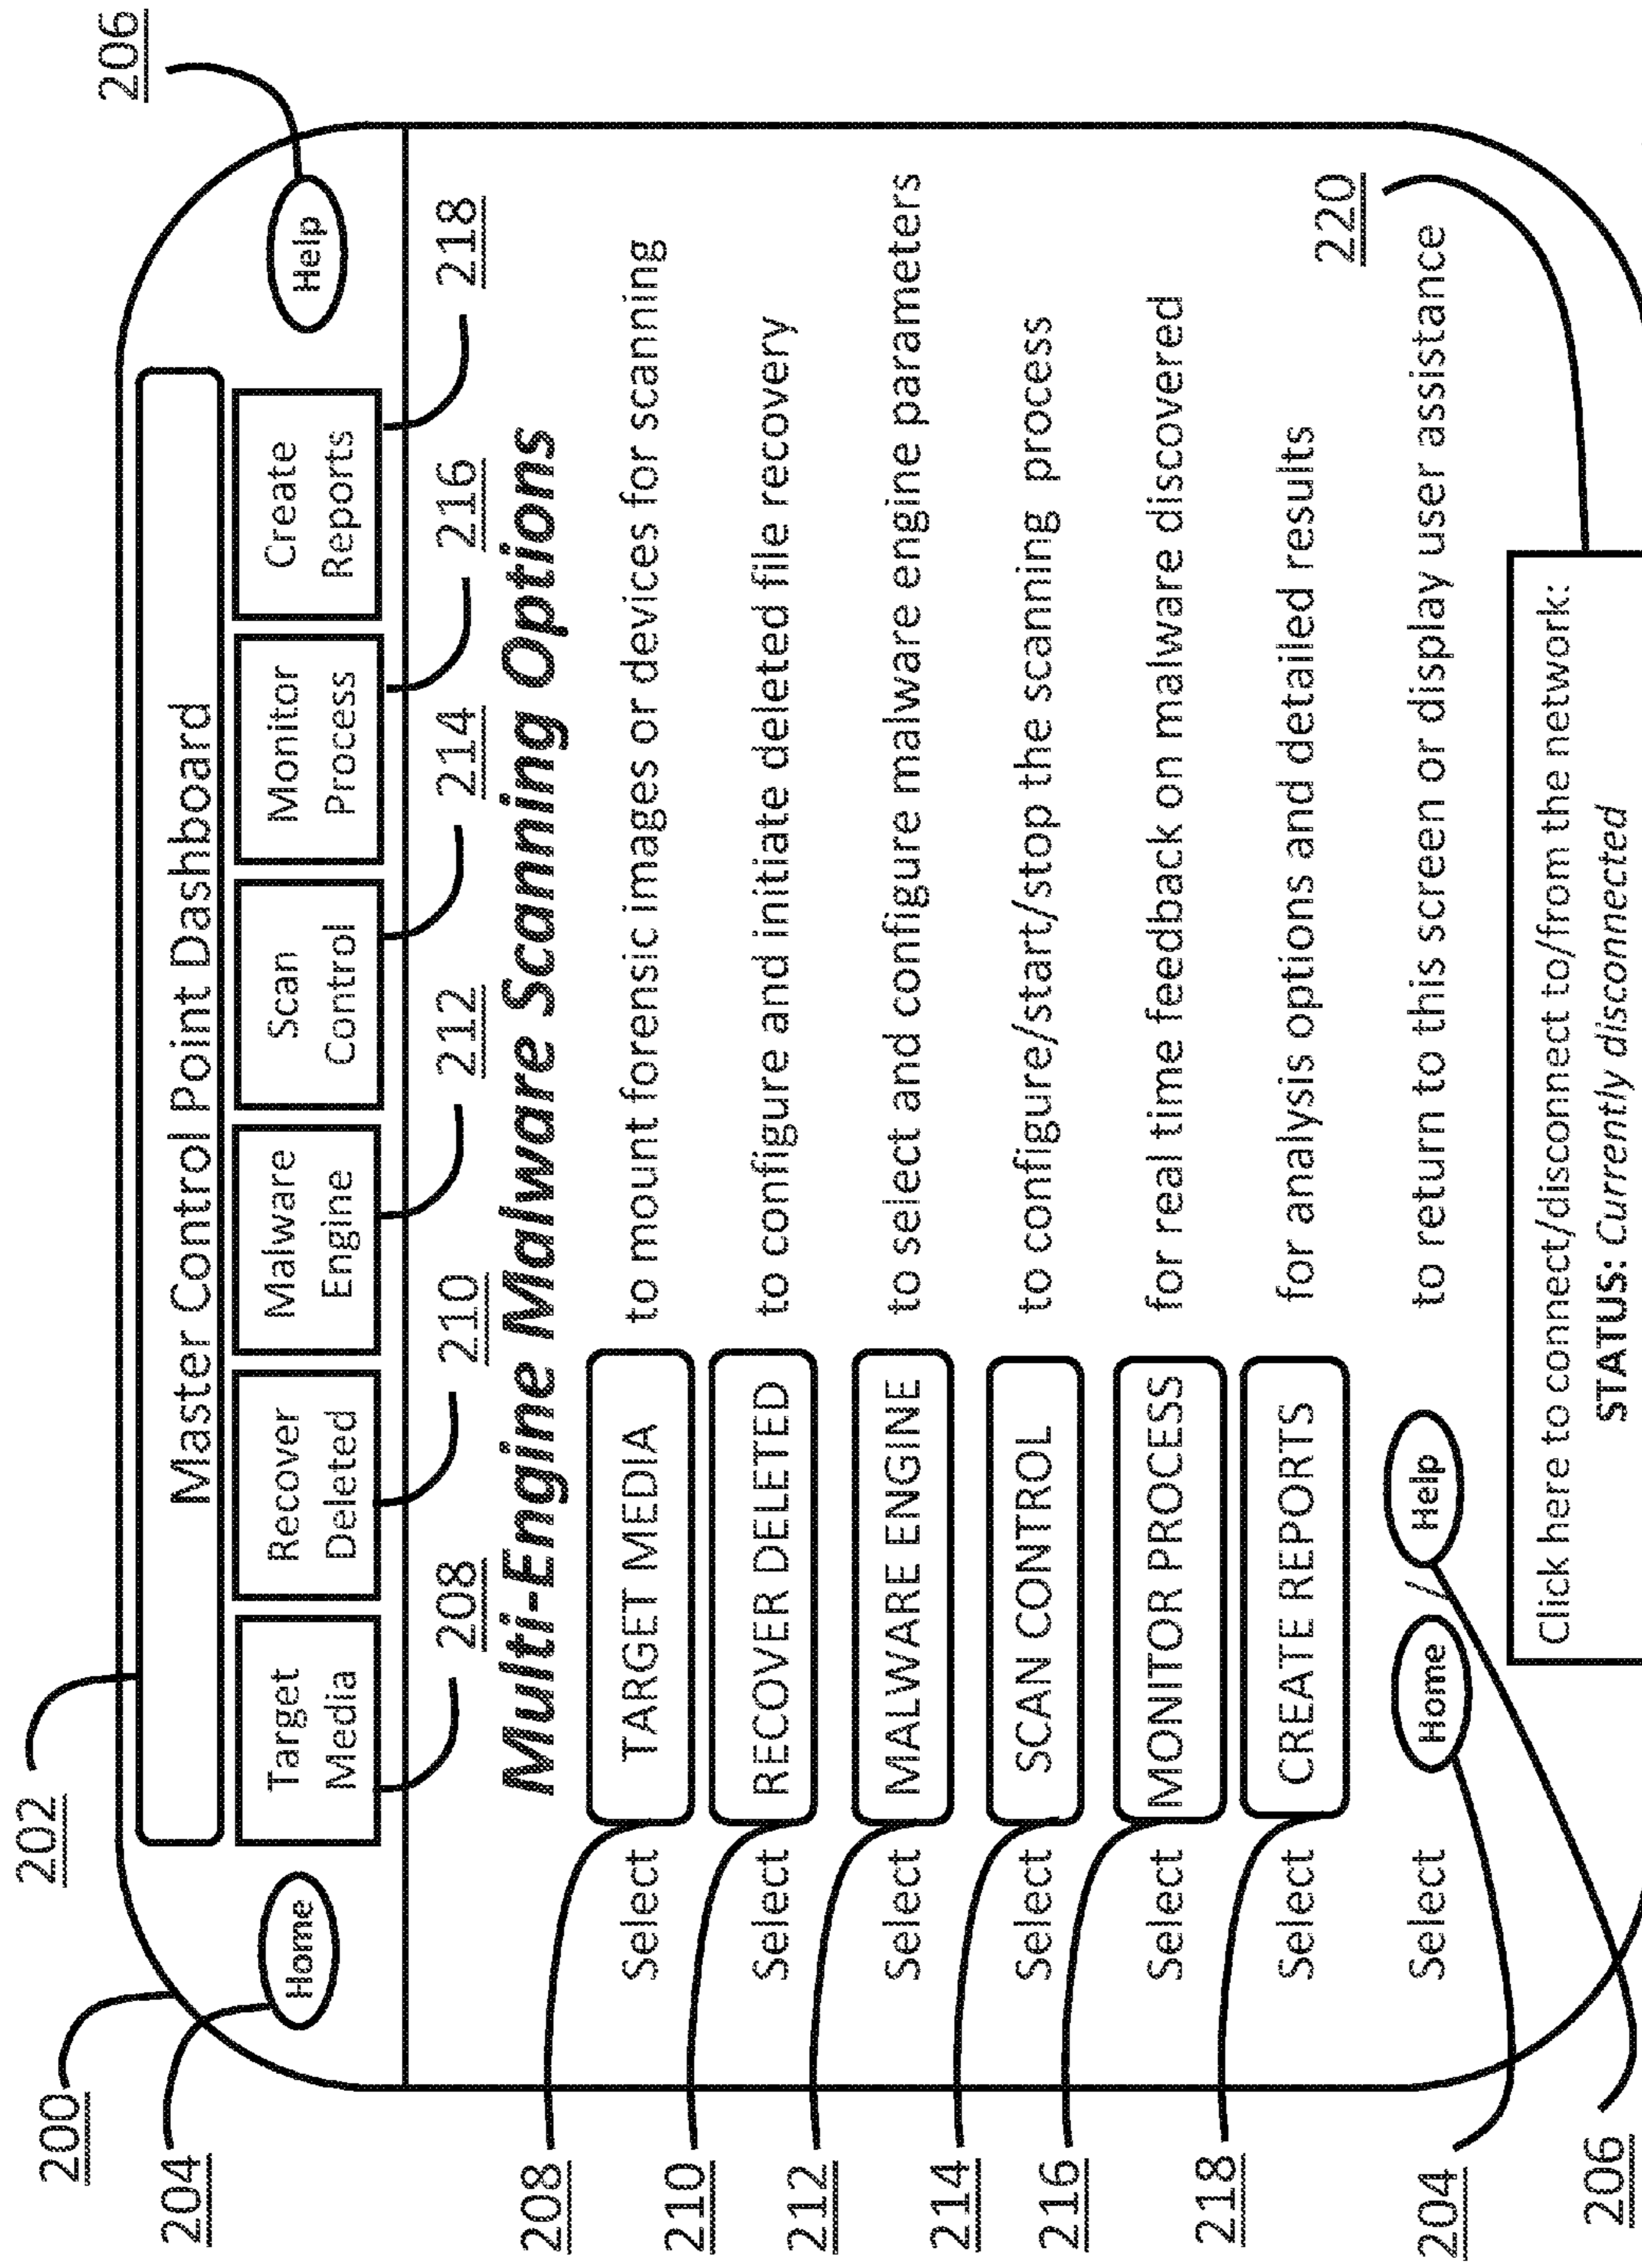 206
202
200
204
Master Control Point Dashboard
Home
Target Media
Recover Deleted
Malware Engine
Scan Control
Monitor Process
Create Reports
Help
208
210
212
214
216
218
Multi-Engine Malware Scanning Options
208
Select TARGET MEDIA to mount forensic images or devices for scanning
210
Select RECOVER DELETED to configure and initiate deleted file recovery
212
Select MALWARE ENGINE to select and configure malware engine parameters
214
Select SCAN CONTROL to configure/start/stop the scanning process
216
Select MONITOR PROCESS for real time feedback on malware discovered
218
Select CREATE REPORTS for analysis options and detailed results
220
204
Select Home / Help to return to this screen or display user assistance
206
Click here to connect/disconnect to/from the network:
STATUS: Currently disconnected